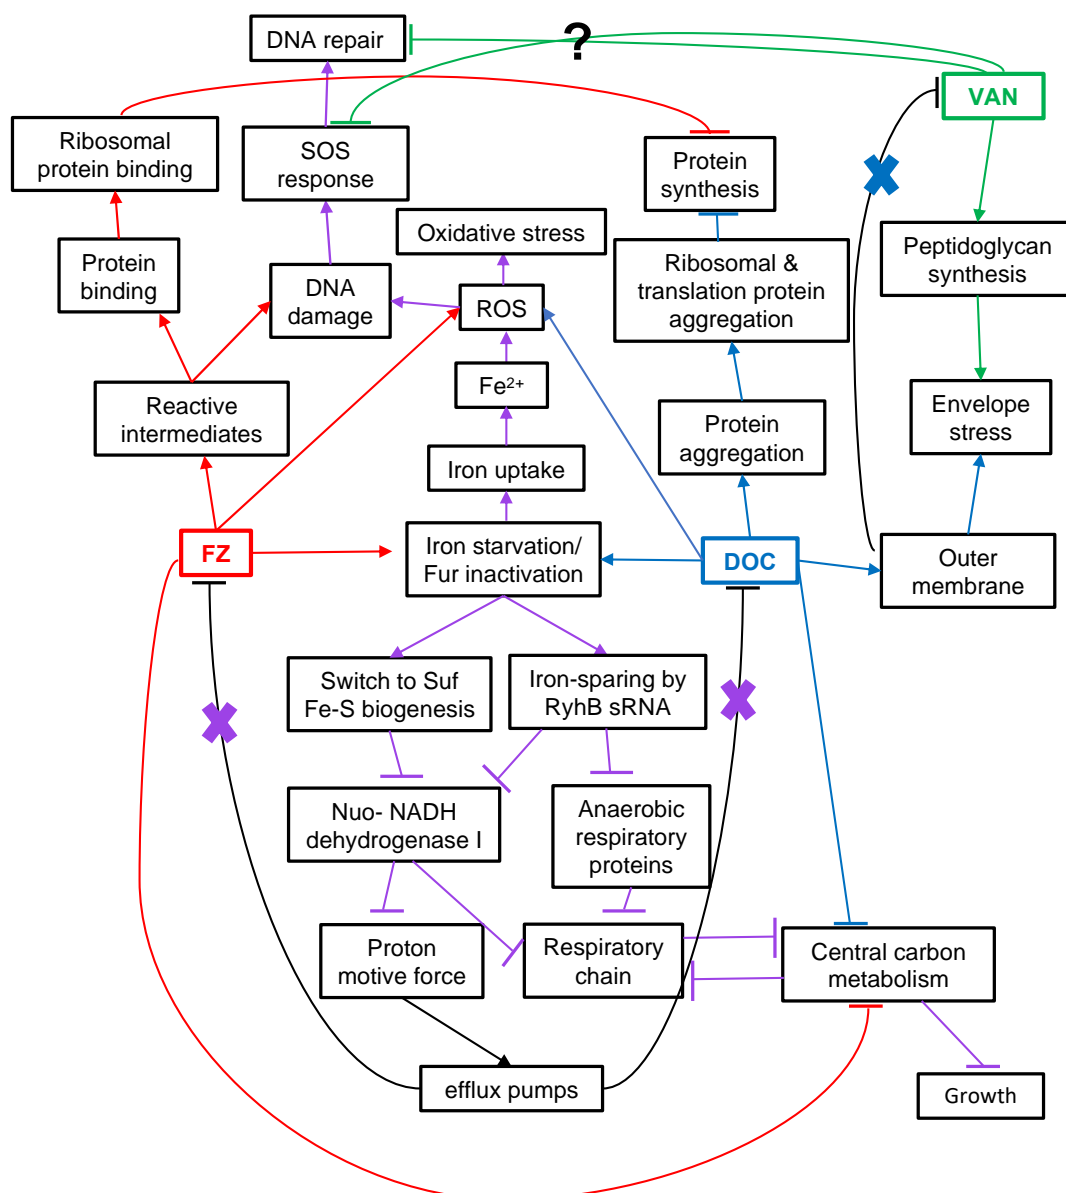 DNA repair
?
VAN
Ribosomal
protein binding
SOS
response
Protein
synthesis
Oxidative stress
Peptidoglycan
synthesis
Protein
binding
DNA
damage
ROS
Ribosomal &
translation protein
aggregation
Fe²⁺
Reactive
intermediates
Protein
aggregation
Envelope
stress
Iron uptake
FZ
Iron starvation/
Fur inactivation
DOC
Outer
membrane
Switch to Suf
Fe-S biogenesis
Iron-sparing by
RyhB sRNA
Nuo- NADH
dehydrogenase I
Anaerobic
respiratory
proteins
Proton
motive force
Respiratory
chain
Central carbon
metabolism
efflux pumps
Growth